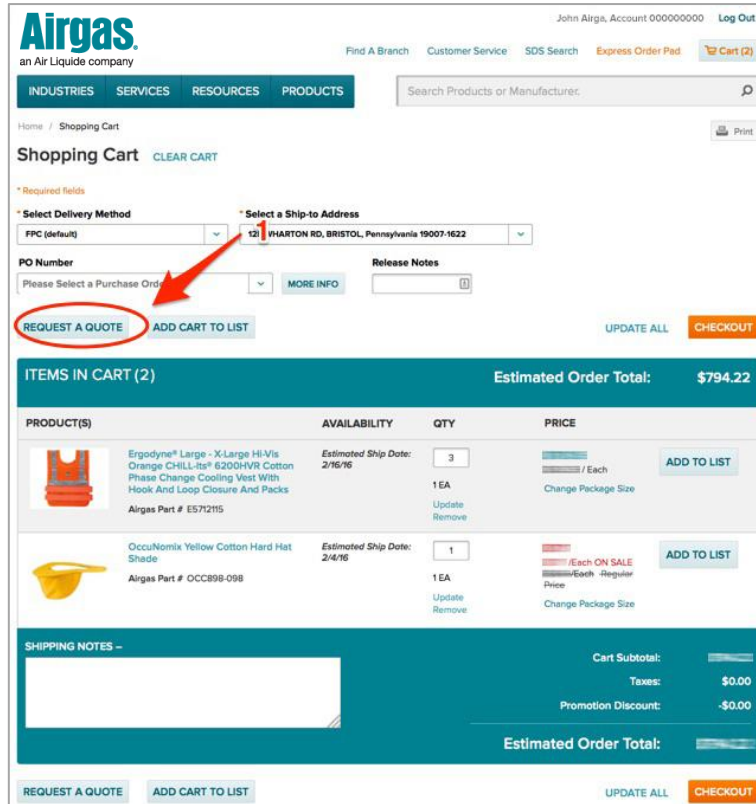 John Airga, Account 000000000 Log Out
Airgas.
an Air Liquide company
Find A Branch Customer Service SDS Search Express Order Pad Cart (2)
INDUSTRIES SERVICES RESOURCES PRODUCTS Search Products or Manufacturer.
Home / Shopping Cart
Print
Shopping Cart CLEAR CART
* Required fields
* Select Delivery Method * Select a Ship-to Address
FPC (default) WHARTON RD, BRISTOL, Pennsylvania 19007-1622
1
PO Number Release Notes
Please Select a Purchase MORE INFO
REQUEST A QUOTE ADD CART TO LIST UPDATE ALL CHECKOUT
ITEMS IN CART (2) Estimated Order Total: $794.22
PRODUCT(S) AVAILABILITY QTY PRICE
Ergodyne® Large - X-Large Hi-Vis Estimated Ship Date: 3
Orange CHILL-Its® 6200HVR Cotton 2/16/16 / Each ADD TO LIST
Phase Change Cooling Vest With 1 EA Change Package Size
Hook And Loop Closure And Packs Update
Airgas Part # E5712115 Remove
OccuNomix Yellow Cotton Hard Hat Estimated Ship Date: 1
Shade 2/4/16 /Each ON SALE ADD TO LIST
Airgas Part # OCC898-098 1 EA /Each Regular
Price
Update Change Package Size
Remove
SHIPPING NOTES –
Cart Subtotal:
Taxes: $0.00
Promotion Discount: -$0.00
Estimated Order Total:
REQUEST A QUOTE ADD CART TO LIST UPDATE ALL CHECKOUT